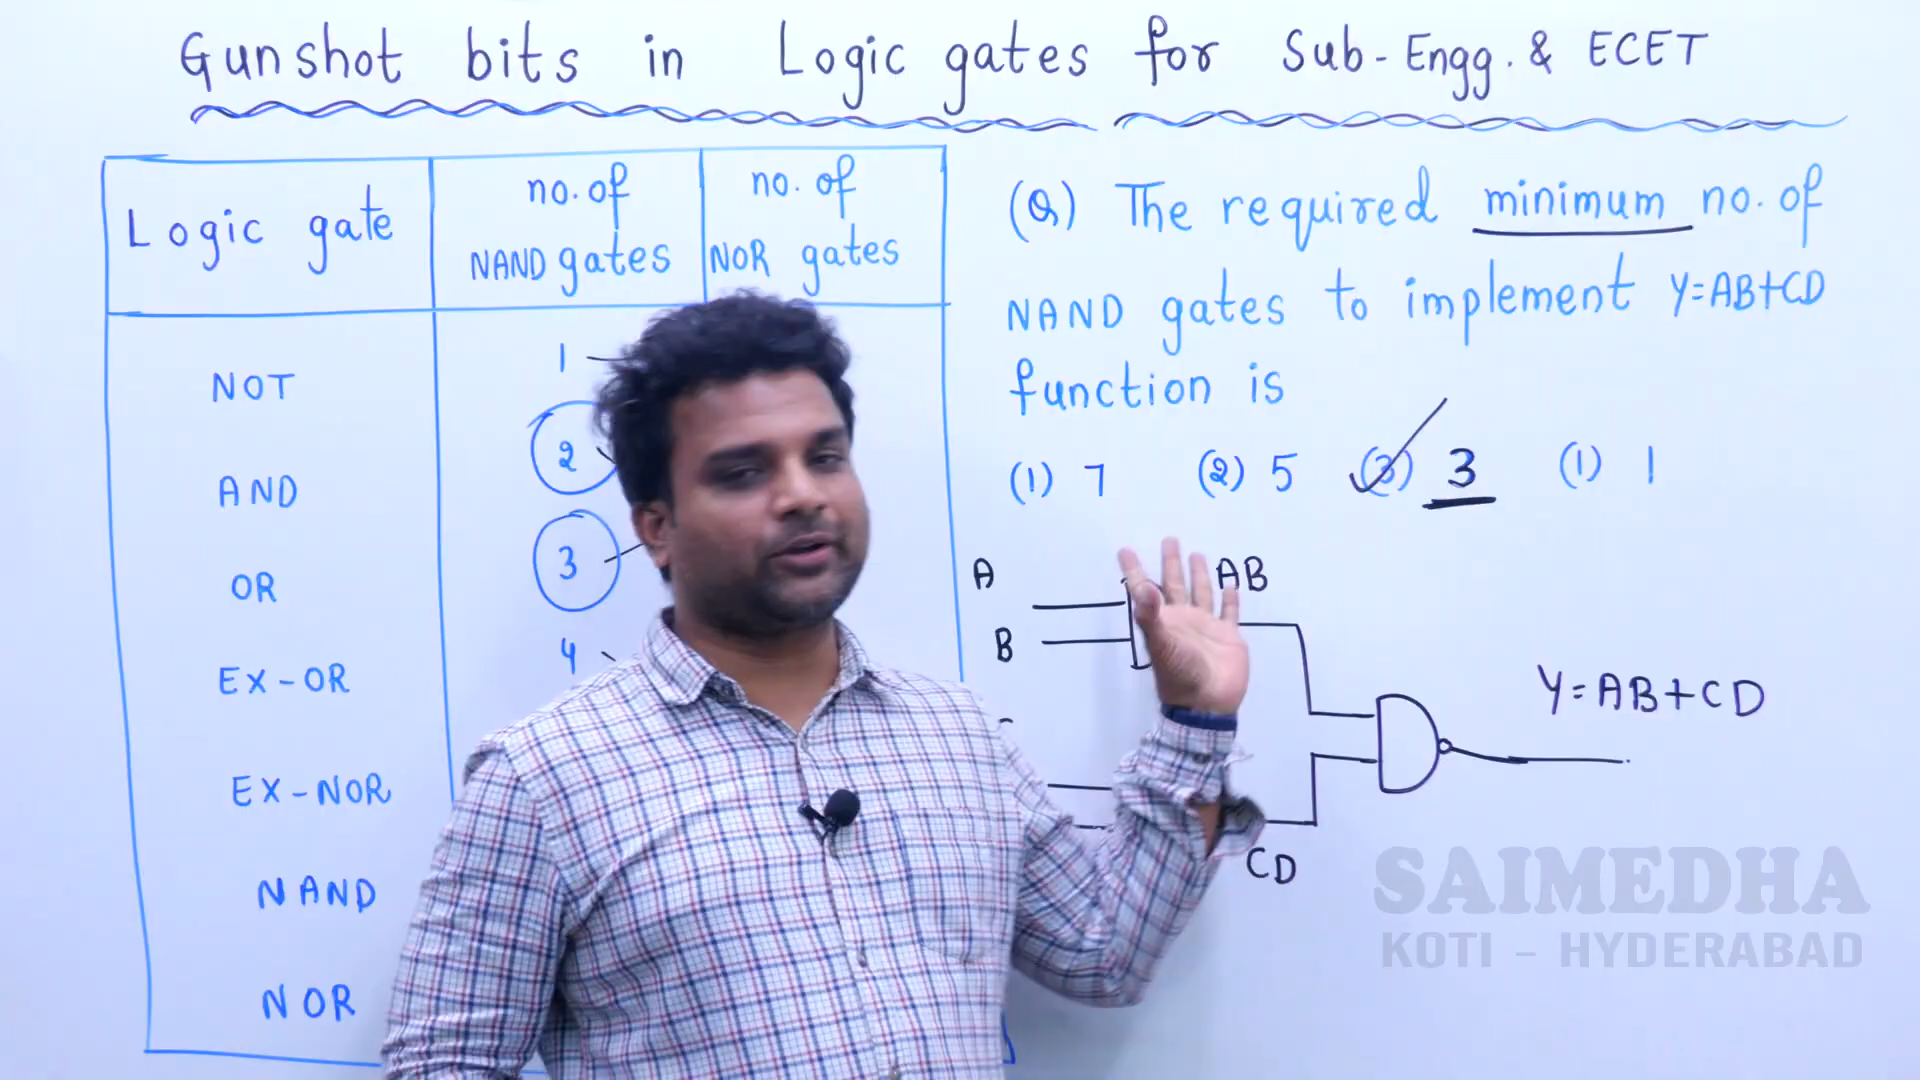 Gunshot bits in Logic gates for Sub-Engg. & ECET
Logic gate
no. of
NAND gates
no. of
NOR gates
NOT
1
AND
2
OR
3
EX-OR
4
EX-NOR
NAND
NOR
(Q) The required minimum no. of
NAND gates to implement Y=AB+CD
function is
(1) 7 (2) 5 (3) 3 (1) 1
A
AB
B
Y=AB+CD
CD
SAIMEDHA
KOTI - HYDERABAD